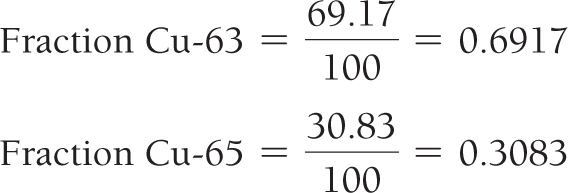 Fraction Cu-63 = 69.17/100 = 0.6917
Fraction Cu-65 = 30.83/100 = 0.3083